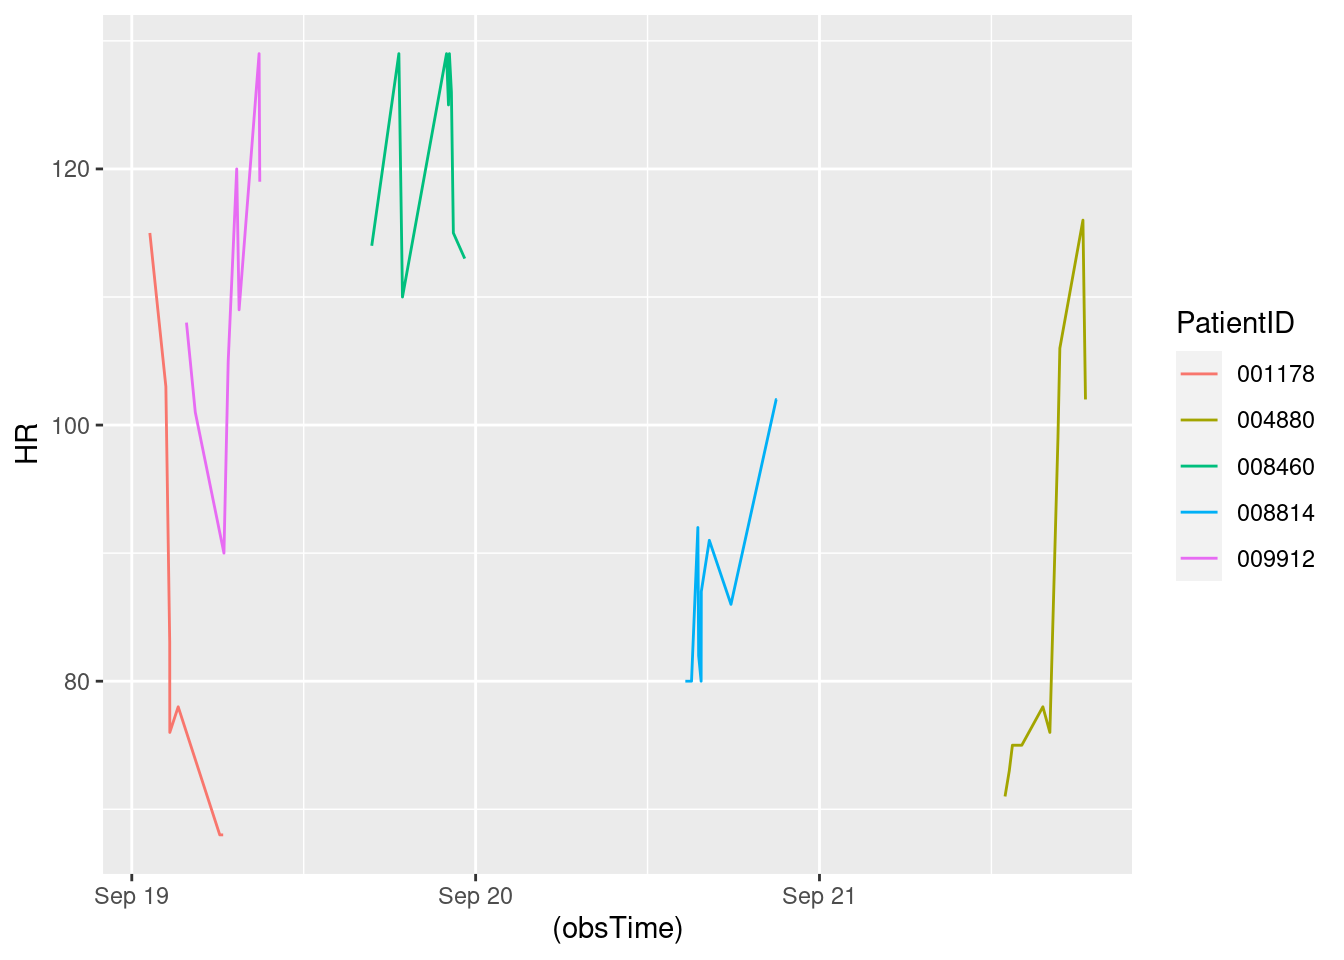 120
100
80
HR
Sep 19
Sep 20
Sep 21
(obsTime)
PatientID
001178
004880
008460
008814
009912